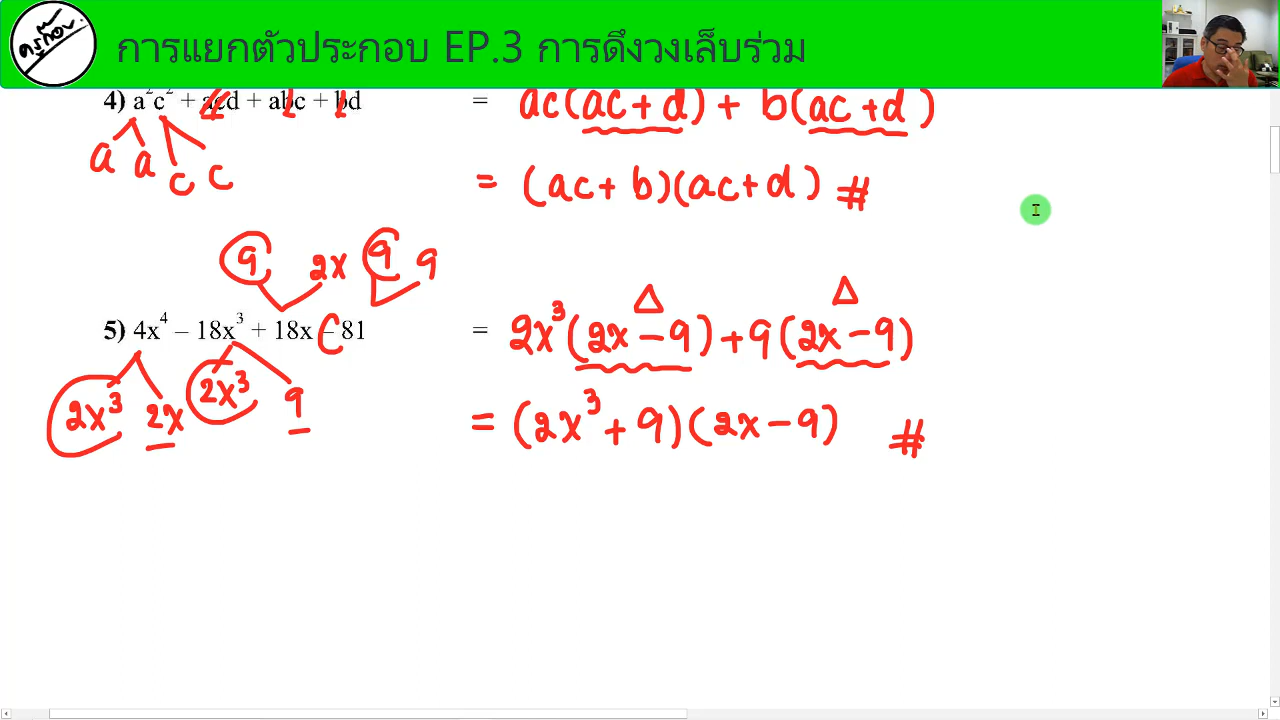 ครูก๊อบ
การแยกตัวประกอบ EP.3 การดึงวงเล็บร่วม
4) a²c² + acd + abc + bd = ac(ac+d) + b(ac+d)
a a c c
= (ac+b)(ac+d) #
9 2x 9 9
5) 4x⁴ – 18x³ + 18x – 81 = 2x³(2x–9)+9(2x–9)
2x³ 2x 2x³ 9
= (2x³+9)(2x–9) #